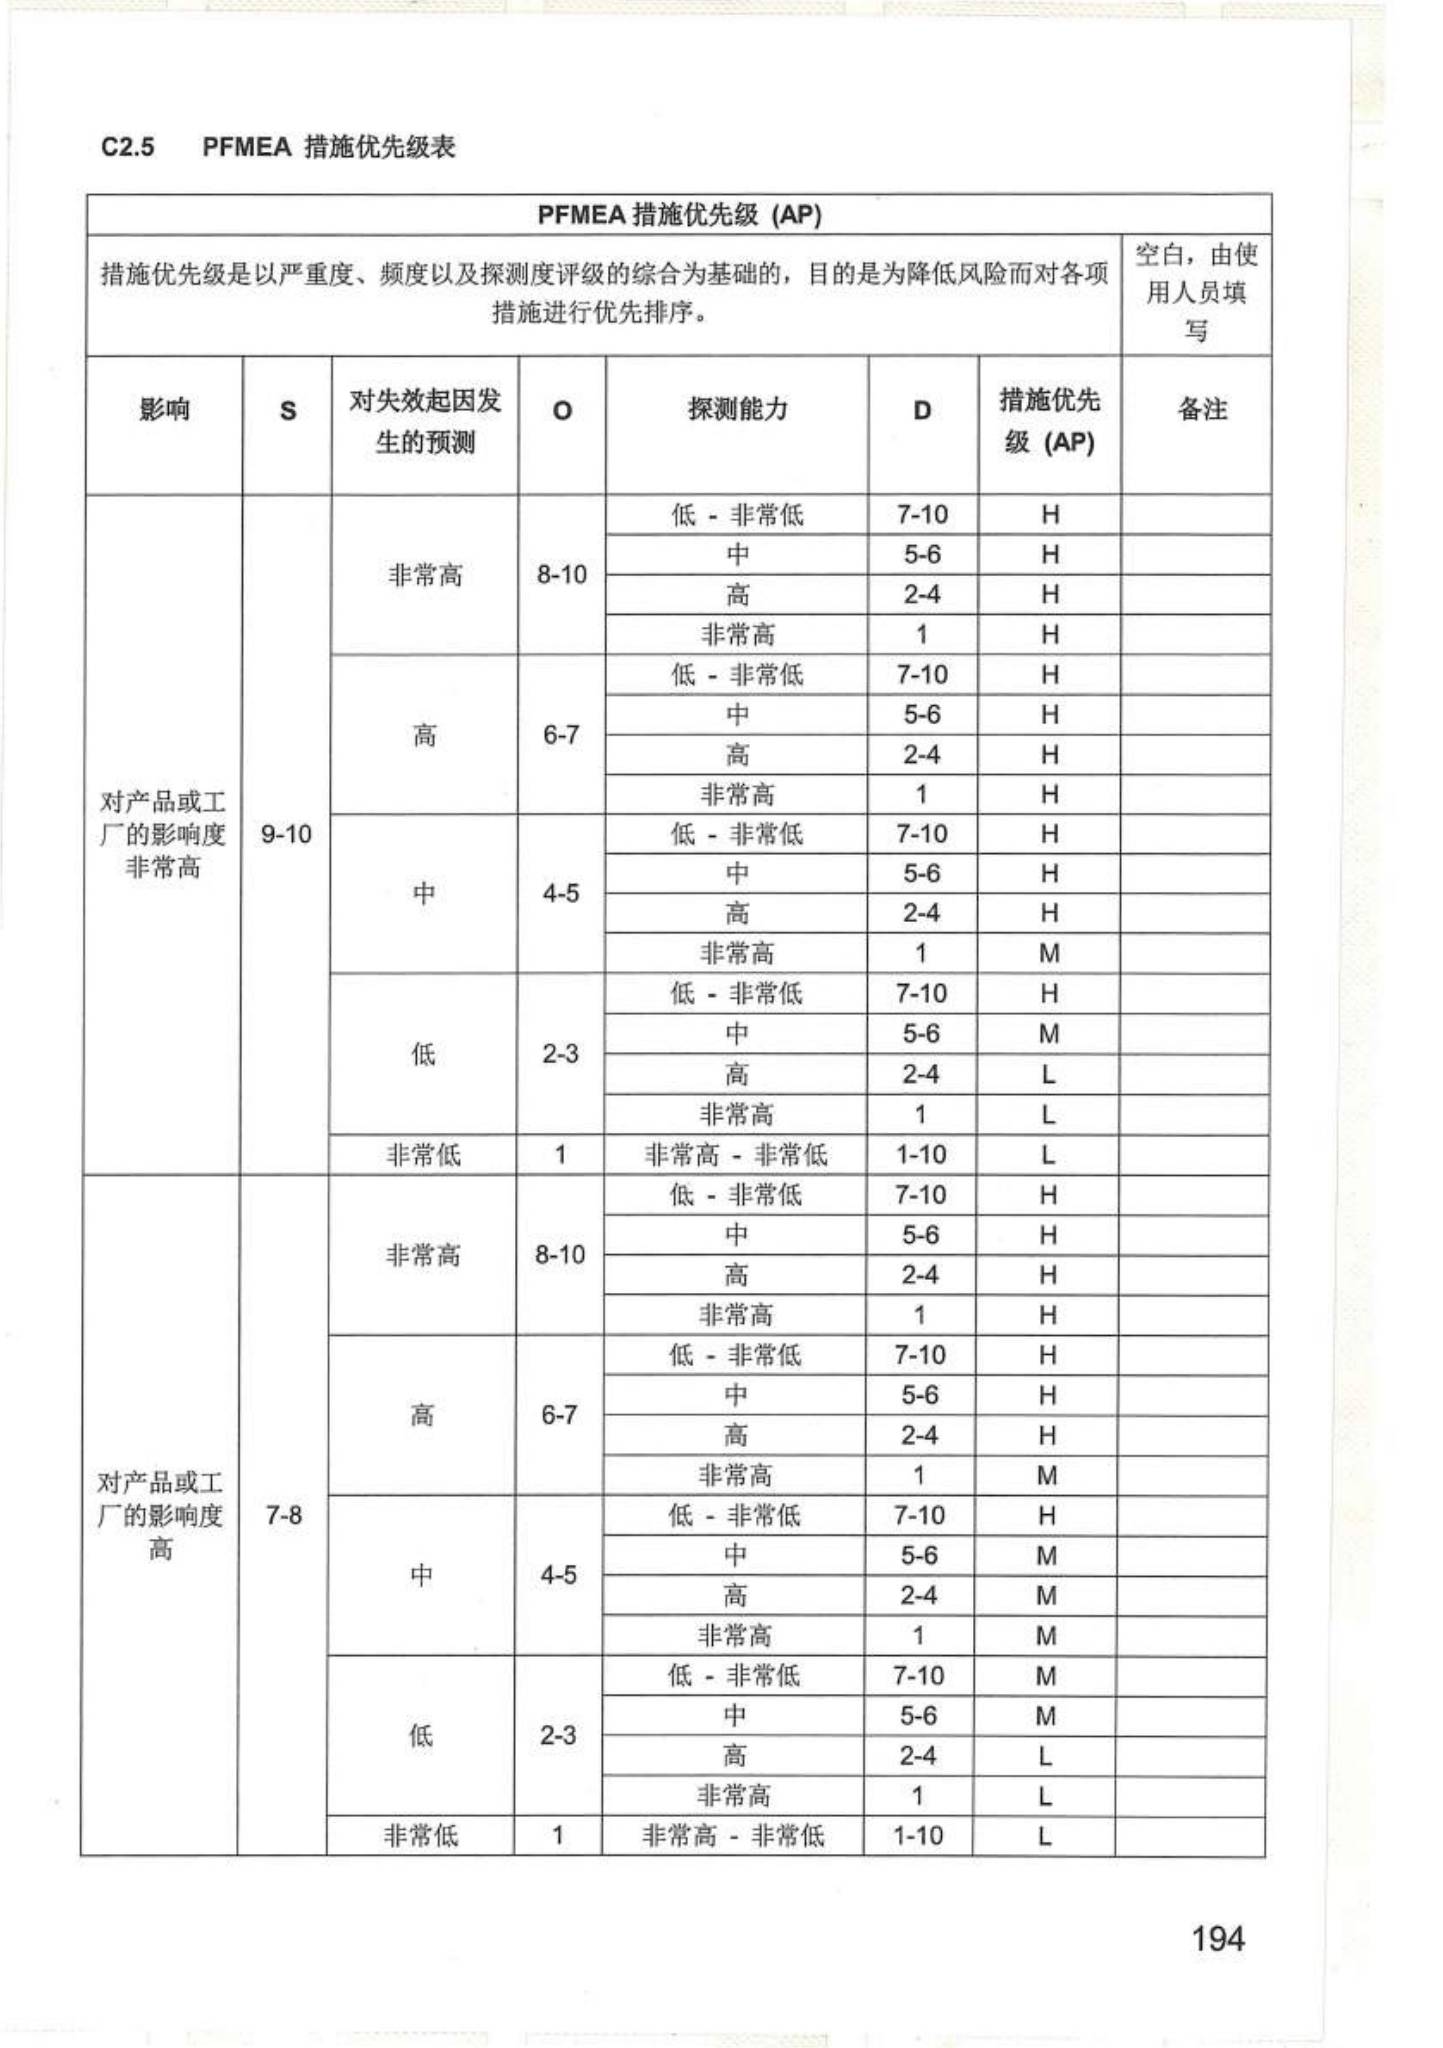 C2.5 PFMEA 措施优先级表
PFMEA 措施优先级 (AP)
措施优先级是以严重度、频度以及探测度评级的综合为基础的，目的是为降低风险而对各项
措施进行优先排序。
空白，由使
用人员填
写
影响 S 对失效起因发
生的预测 O 探测能力 D 措施优先
级 (AP) 备注
对产品或工
厂的影响度
非常高
9-10
非常高 8-10
低 - 非常低 7-10 H
中 5-6 H
高 2-4 H
非常高 1 H
高 6-7
低 - 非常低 7-10 H
中 5-6 H
高 2-4 H
非常高 1 H
中 4-5
低 - 非常低 7-10 H
中 5-6 H
高 2-4 H
非常高 1 M
低 2-3
低 - 非常低 7-10 H
中 5-6 M
高 2-4 L
非常高 1 L
非常低 1 非常高 - 非常低 1-10 L
对产品或工
厂的影响度
高
7-8
非常高 8-10
低 - 非常低 7-10 H
中 5-6 H
高 2-4 H
非常高 1 H
高 6-7
低 - 非常低 7-10 H
中 5-6 H
高 2-4 H
非常高 1 M
中 4-5
低 - 非常低 7-10 H
中 5-6 M
高 2-4 M
非常高 1 M
低 2-3
低 - 非常低 7-10 M
中 5-6 M
高 2-4 L
非常高 1 L
非常低 1 非常高 - 非常低 1-10 L
194